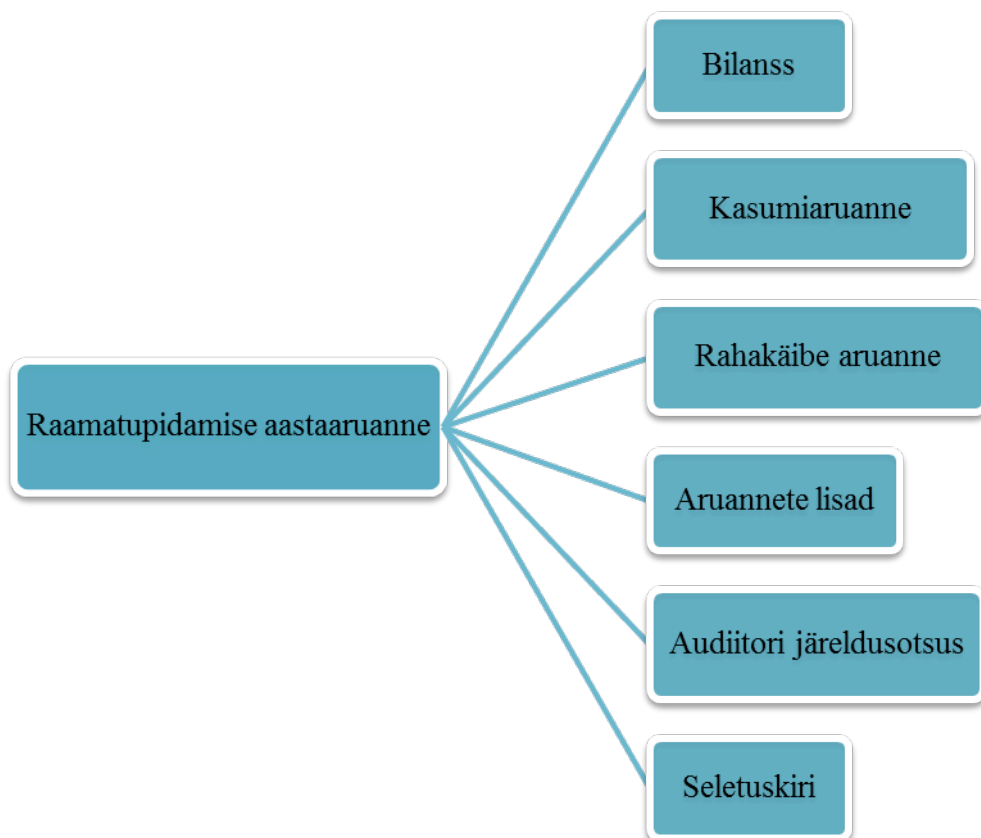 Bilanss
Kasumiaruanne
Rahakäibe aruanne
Raamatupidamise aastaaruanne
Aruannete lisad
Audiitori järeldusotsus
Seletuskiri